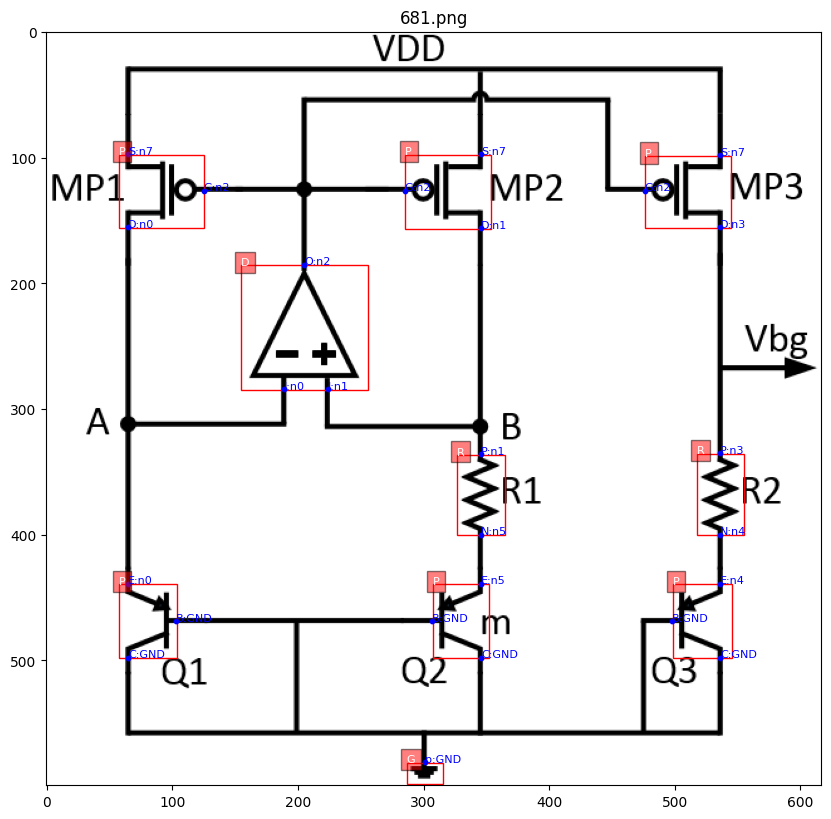 681.png
VDD
0
100
200
300
400
500
0 100 200 300 400 500 600
P S:n7
P S:n7
P S:n7
MP1 G:n2
G:n2 MP2
G:n2 MP3
D:n0
D:n1
D:n3
D O:n2
- +
:n0 :n1
Vbg
A
B
R P:n1
R P:n3
R1
R2
N:n5
N:n4
P E:n0
P E:n5
P E:n4
B:GND
B:GND m
B:GND
C:GND
C:GND
C:GND
Q1
Q2
Q3
G p:GND